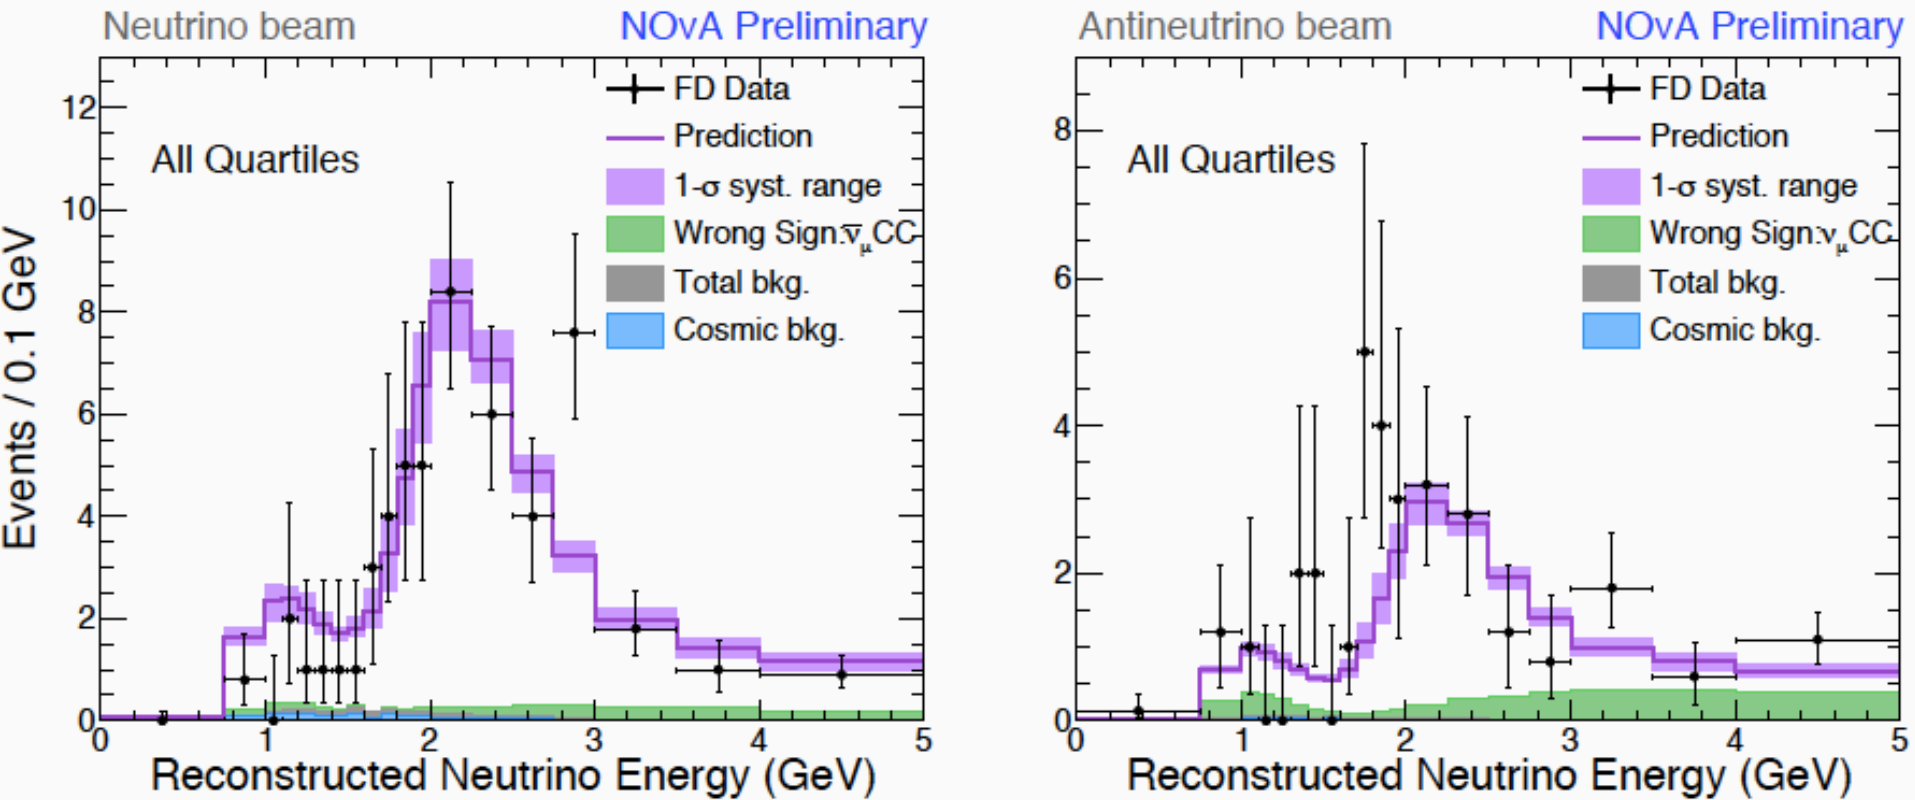 Neutrino beam
NOνA Preliminary
Events / 0.1 GeV
12
10
8
6
4
2
0
All Quartiles
FD Data
Prediction
1-σ syst. range
Wrong Sign:ν̅μCC
Total bkg.
Cosmic bkg.
0 1 2 3 4 5
Reconstructed Neutrino Energy (GeV)
Antineutrino beam
NOνA Preliminary
8
6
4
2
0
All Quartiles
FD Data
Prediction
1-σ syst. range
Wrong Sign:νμCC
Total bkg.
Cosmic bkg.
0 1 2 3 4 5
Reconstructed Neutrino Energy (GeV)